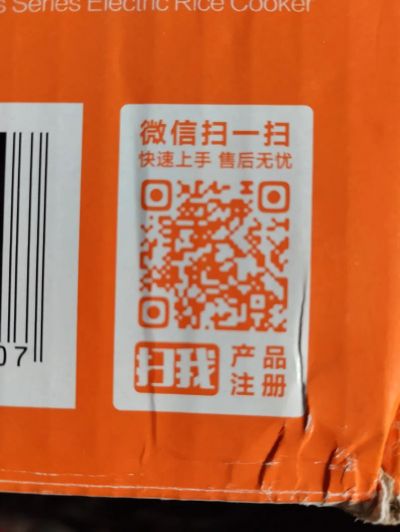 Series Electric Rice Cooker
微信扫一扫
快速上手 售后无忧
07
扫我
产品
注册